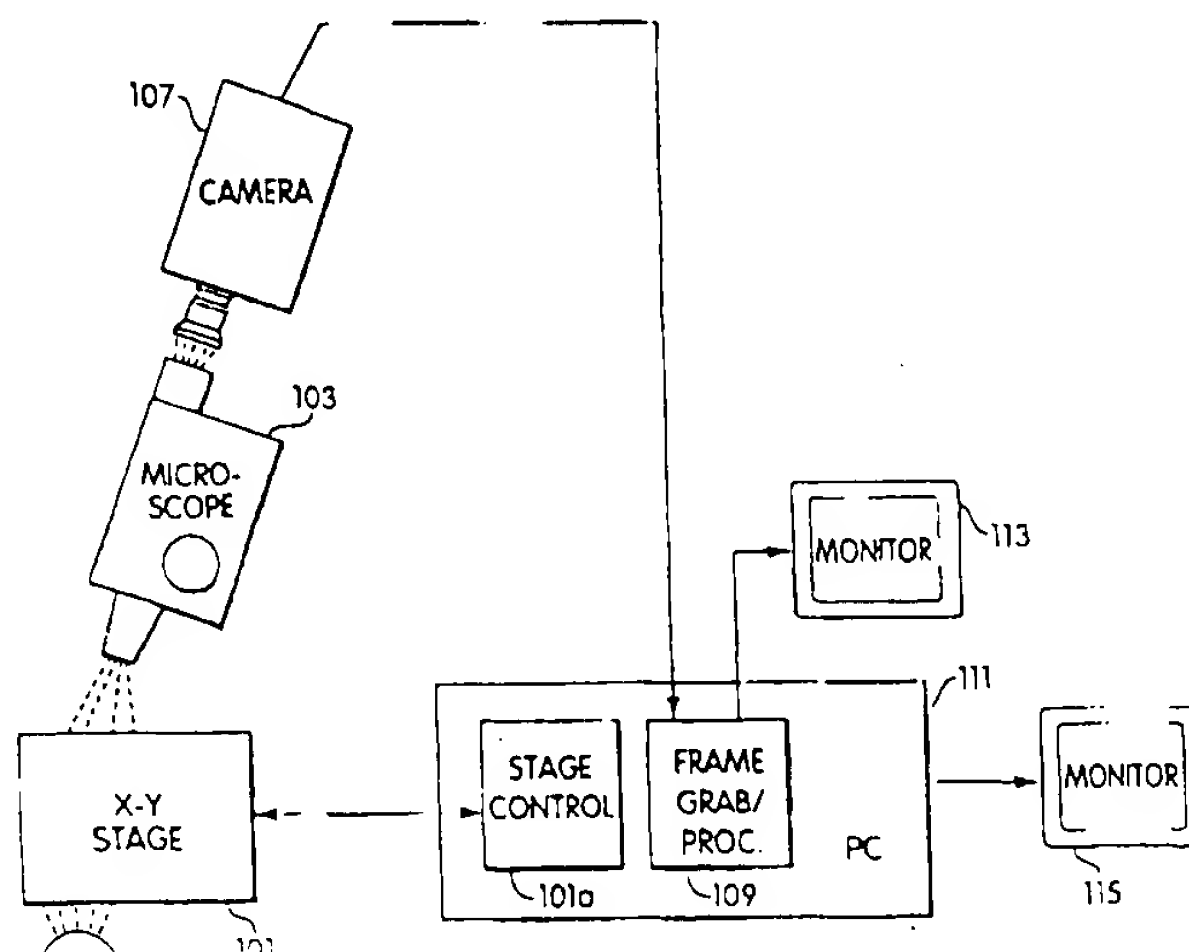 107
CAMERA
103
MICRO-
SCOPE
MONITOR
113
111
STAGE
CONTROL
FRAME
GRAB/
PROC.
PC
MONITOR
X-Y
STAGE
101a
109
115
101